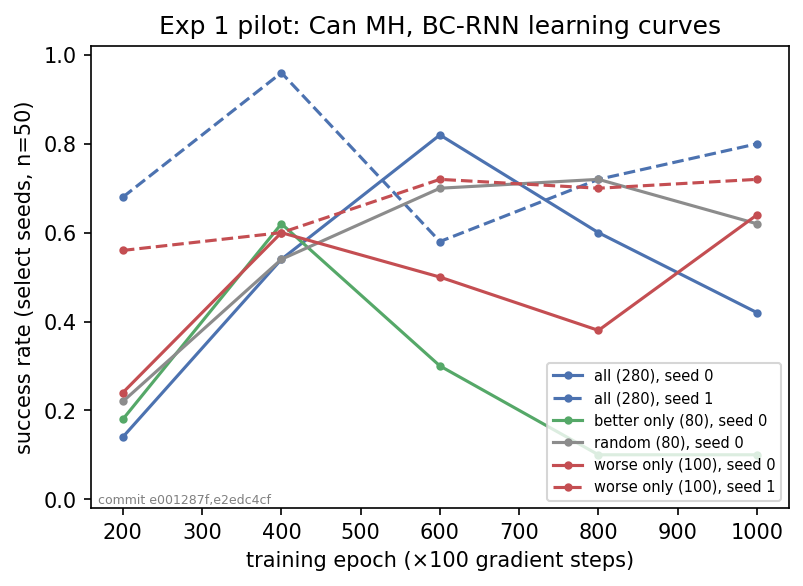 Exp 1 pilot: Can MH, BC-RNN learning curves
success rate (select seeds, n=50)
1.0
0.8
0.6
0.4
0.2
0.0
all (280), seed 0
all (280), seed 1
better only (80), seed 0
random (80), seed 0
worse only (100), seed 0
worse only (100), seed 1
commit e001287f,e2edc4cf
200 300 400 500 600 700 800 900 1000
training epoch (×100 gradient steps)